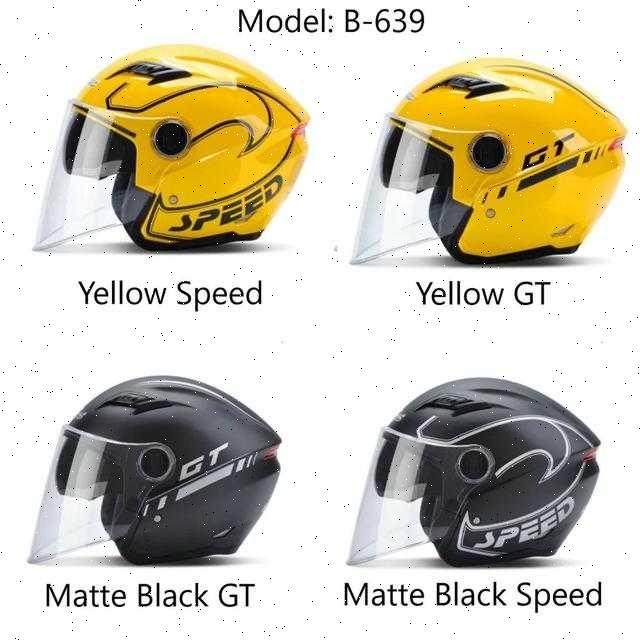 Model: B-639
SPEED
GT
Yellow Speed
Yellow GT
GT
SPEED
Matte Black GT
Matte Black Speed